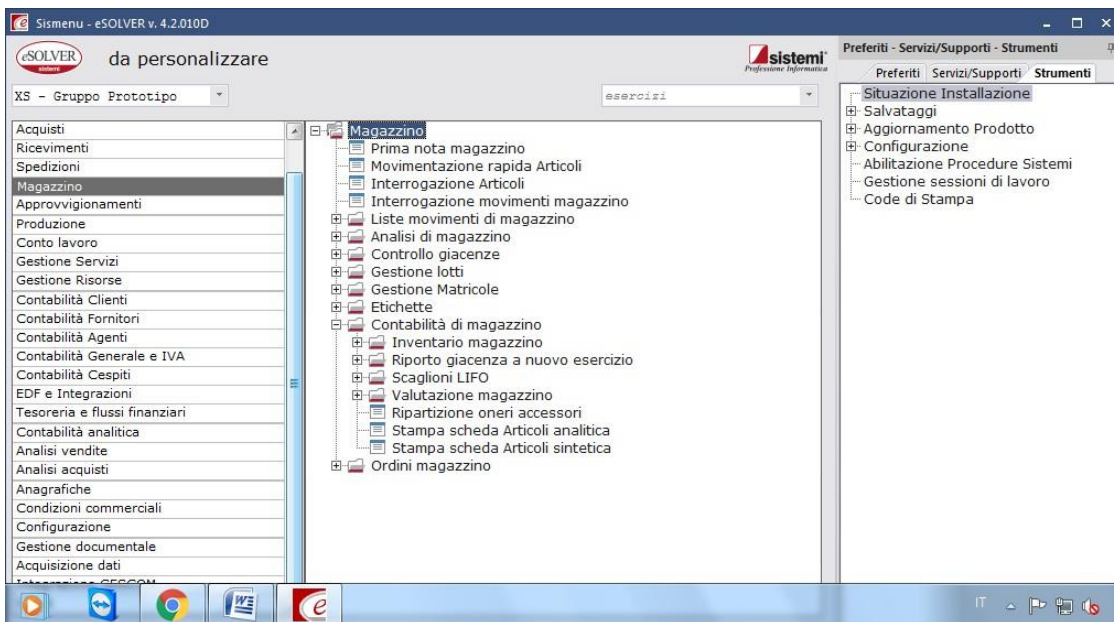 Sismenu - eSOLVER v. 4.2.010D
eSOLVER
sistemi
da personalizzare
sistemi
Professione Informatica
XS - Gruppo Prototipo
esercizi
Acquisti
Ricevimenti
Spedizioni
Magazzino
Approvvigionamenti
Produzione
Conto lavoro
Gestione Servizi
Gestione Risorse
Contabilità Clienti
Contabilità Fornitori
Contabilità Agenti
Contabilità Generale e IVA
Contabilità Cespiti
EDF e Integrazioni
Tesoreria e flussi finanziari
Contabilità analitica
Analisi vendite
Analisi acquisti
Anagrafiche
Condizioni commerciali
Configurazione
Gestione documentale
Acquisizione dati
Integrazione GESCOM
Magazzino
Prima nota magazzino
Movimentazione rapida Articoli
Interrogazione Articoli
Interrogazione movimenti magazzino
Liste movimenti di magazzino
Analisi di magazzino
Controllo giacenze
Gestione lotti
Gestione Matricole
Etichette
Contabilità di magazzino
Inventario magazzino
Riporto giacenza a nuovo esercizio
Scaglioni LIFO
Valutazione magazzino
Ripartizione oneri accessori
Stampa scheda Articoli analitica
Stampa scheda Articoli sintetica
Ordini magazzino
Preferiti - Servizi/Supporti - Strumenti
Preferiti Servizi/Supporti Strumenti
Situazione Installazione
Salvataggi
Aggiornamento Prodotto
Configurazione
Abilitazione Procedure Sistemi
Gestione sessioni di lavoro
Code di Stampa
IT